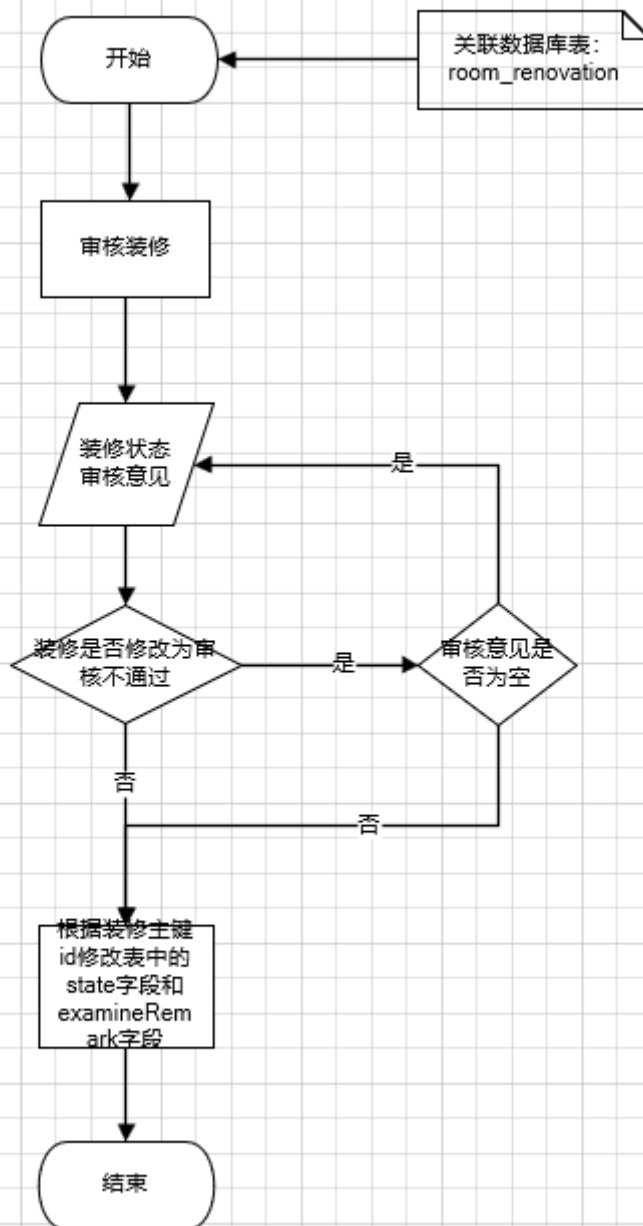 开始
关联数据库表：
room_renovation
审核装修
装修状态
审核意见
是
装修是否修改为审
核不通过
是
审核意见是
否为空
否
否
根据装修主键
id修改表中的
state字段和
examineRem
ark字段
结束